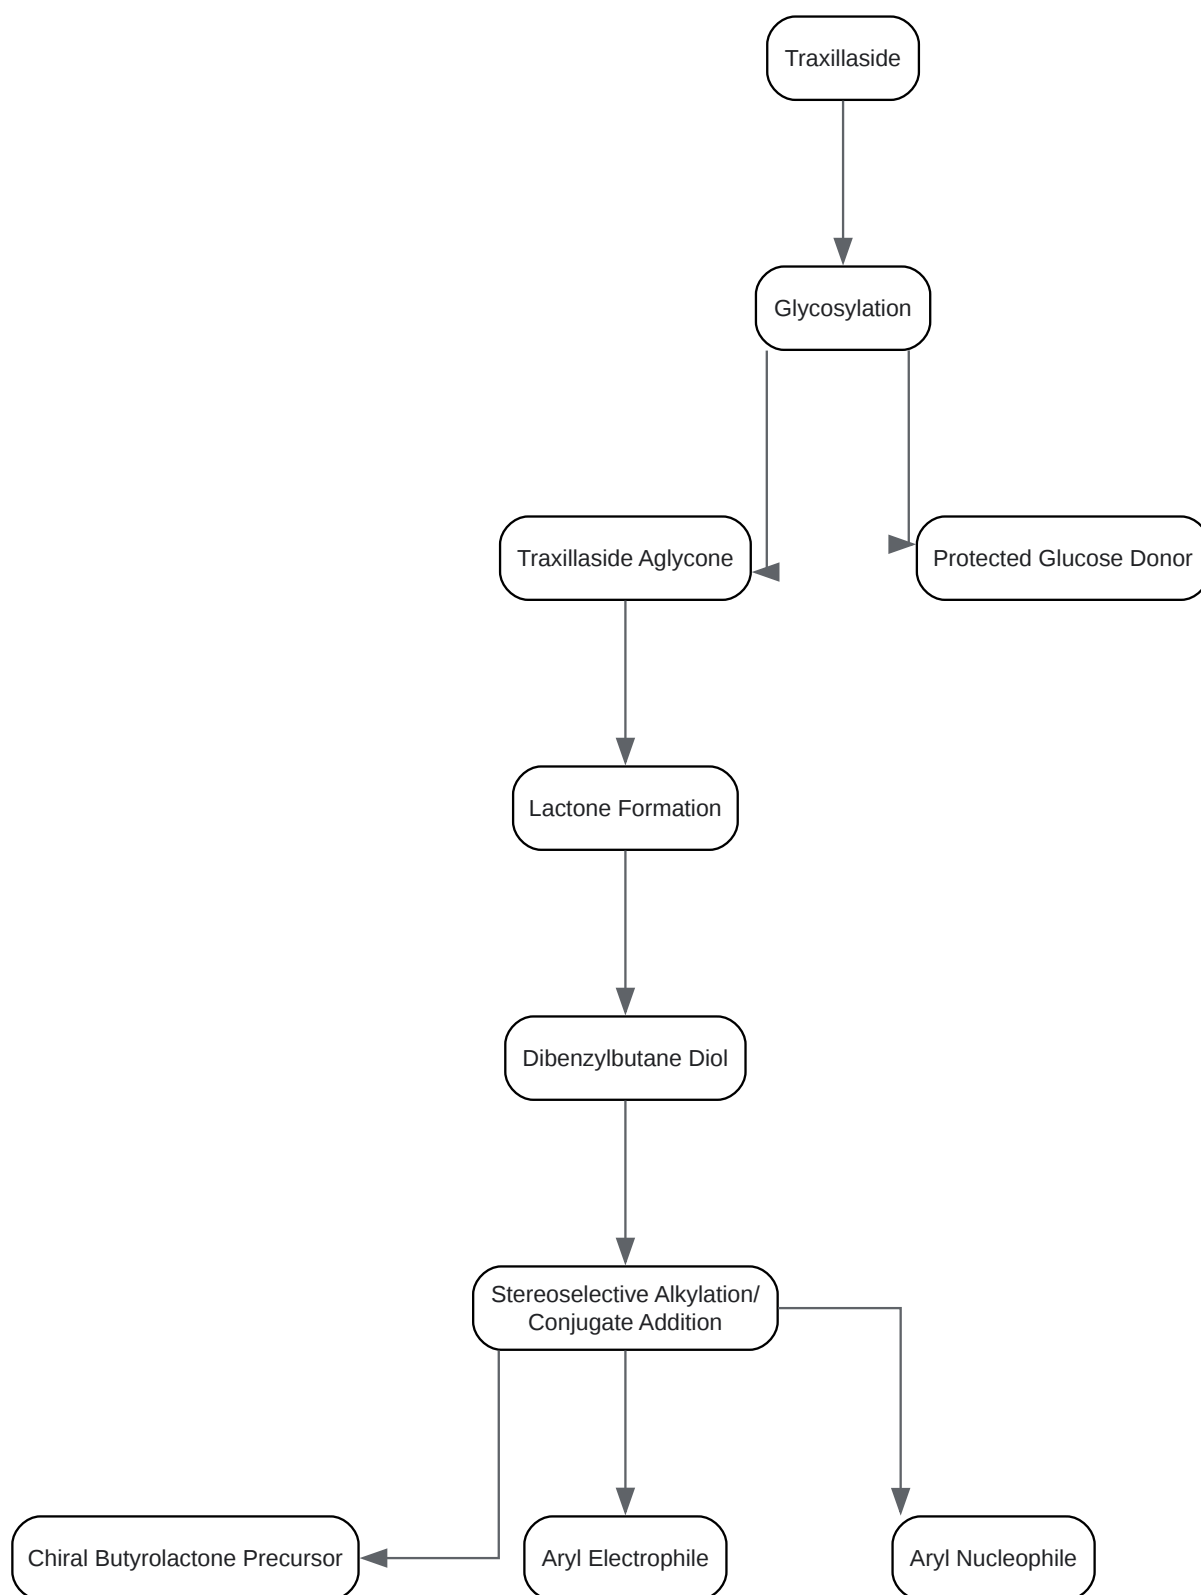 Traxillaside
Glycosylation
Traxillaside Aglycone
Protected Glucose Donor
Lactone Formation
Dibenzylbutane Diol
Stereoselective Alkylation/
Conjugate Addition
Chiral Butyrolactone Precursor
Aryl Electrophile
Aryl Nucleophile